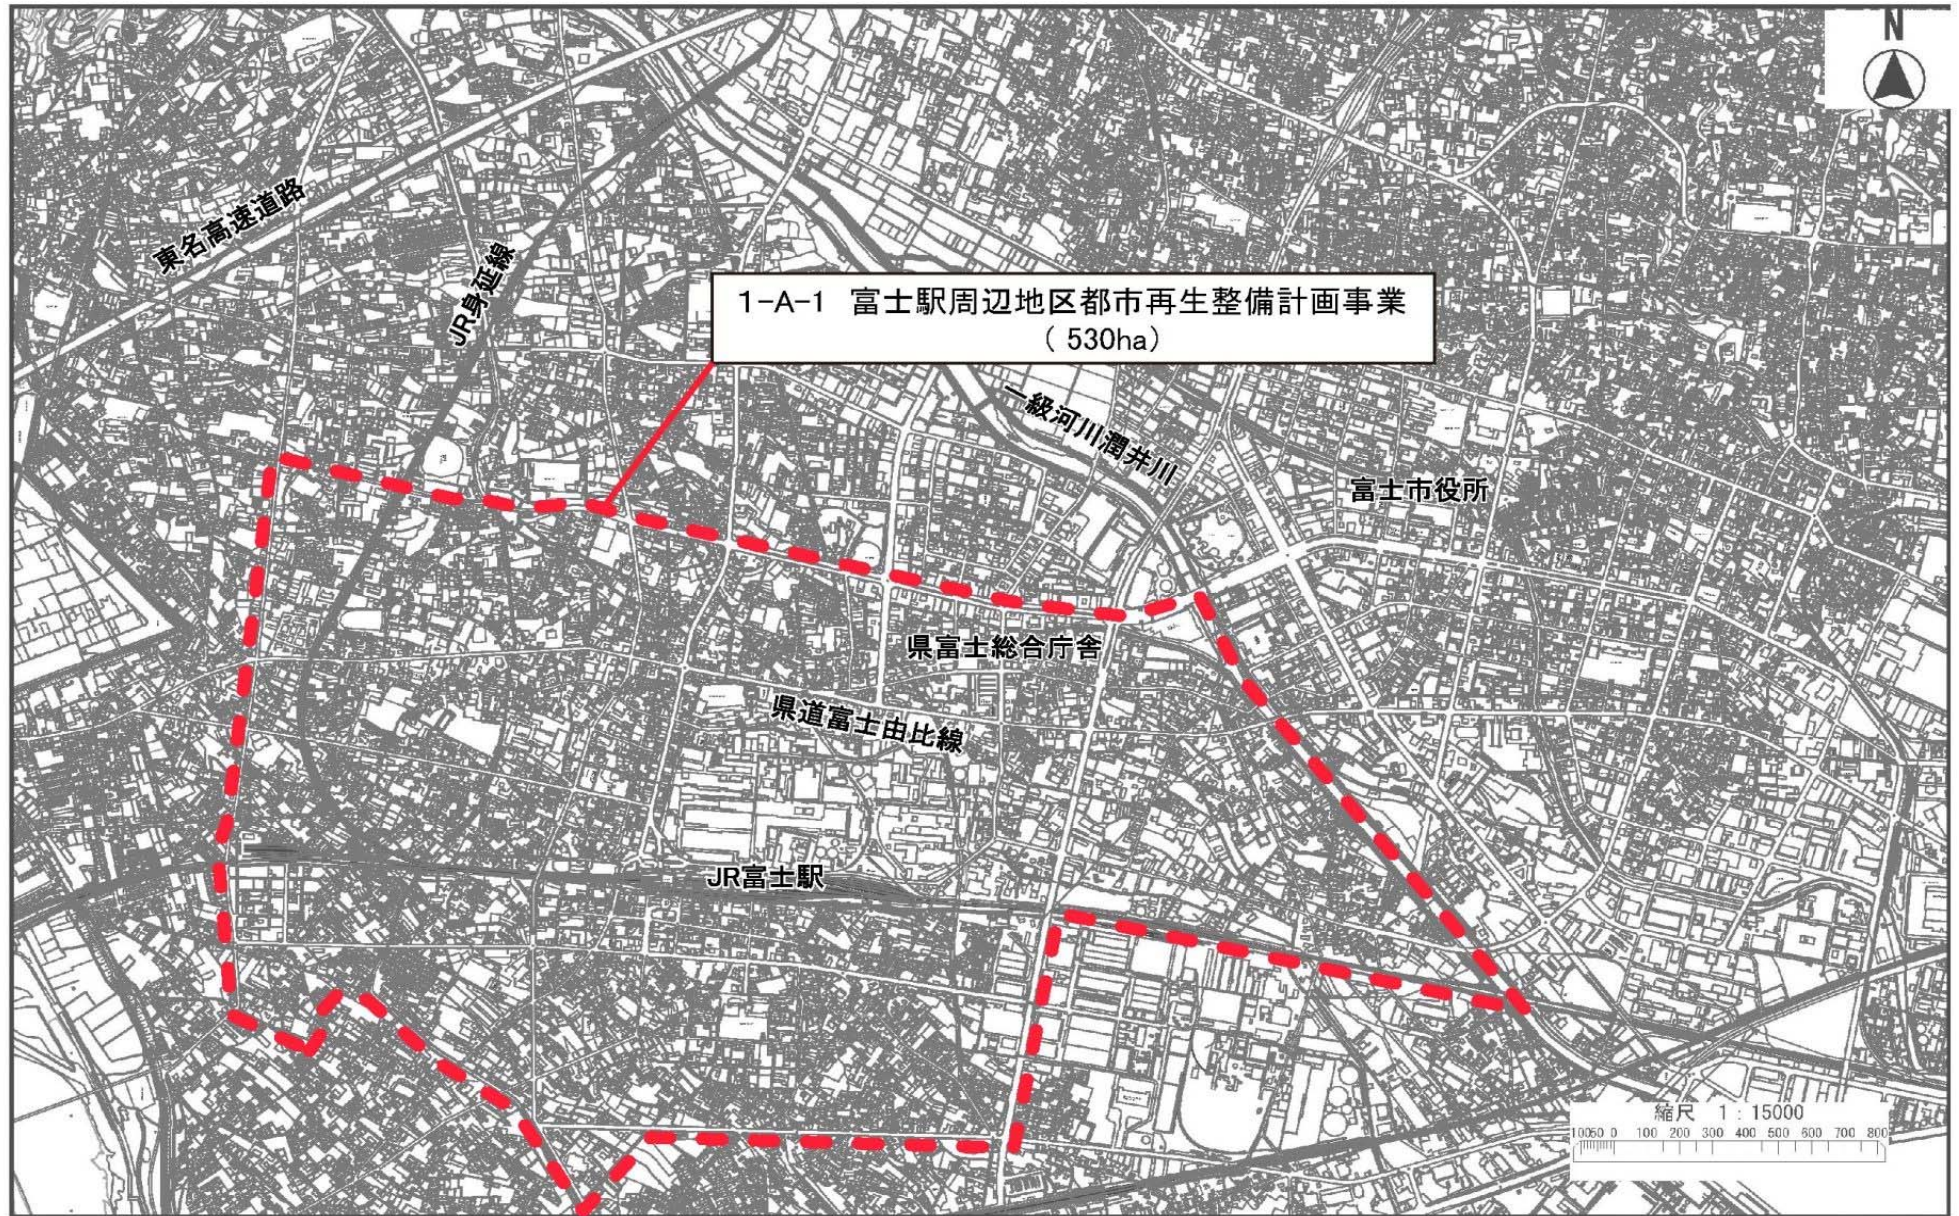 N
東名高速道路
JR身延線
1-A-1 富士駅周辺地区都市再生整備計画事業
（ 530ha）
一級河川潤井川
富士市役所
県富士総合庁舎
県道富士由比線
JR富士駅
縮尺 1：15000
10050 0 100 200 300 400 500 600 700 800